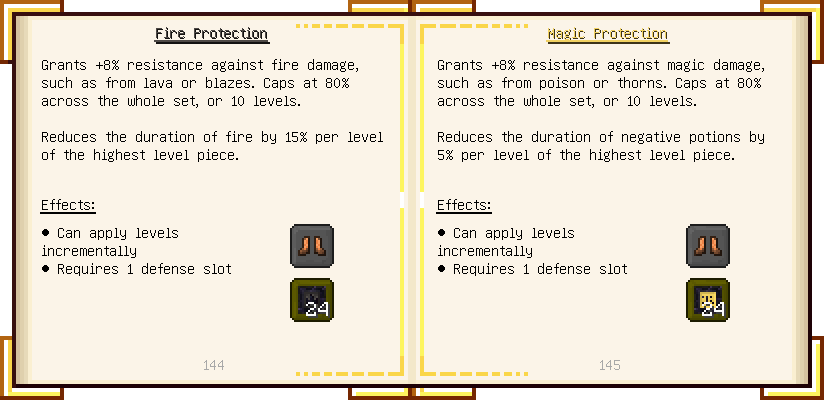 Fire Protection
Grants +8% resistance against fire damage,
such as from lava or blazes. Caps at 80%
across the whole set, or 10 levels.
Reduces the duration of fire by 15% per level
of the highest level piece.
Effects:
● Can apply levels
incrementally
● Requires 1 defense slot
24
144
Magic Protection
Grants +8% resistance against magic damage,
such as from poison or thorns. Caps at 80%
across the whole set, or 10 levels.
Reduces the duration of negative potions by
5% per level of the highest level piece.
Effects:
● Can apply levels
incrementally
● Requires 1 defense slot
24
145